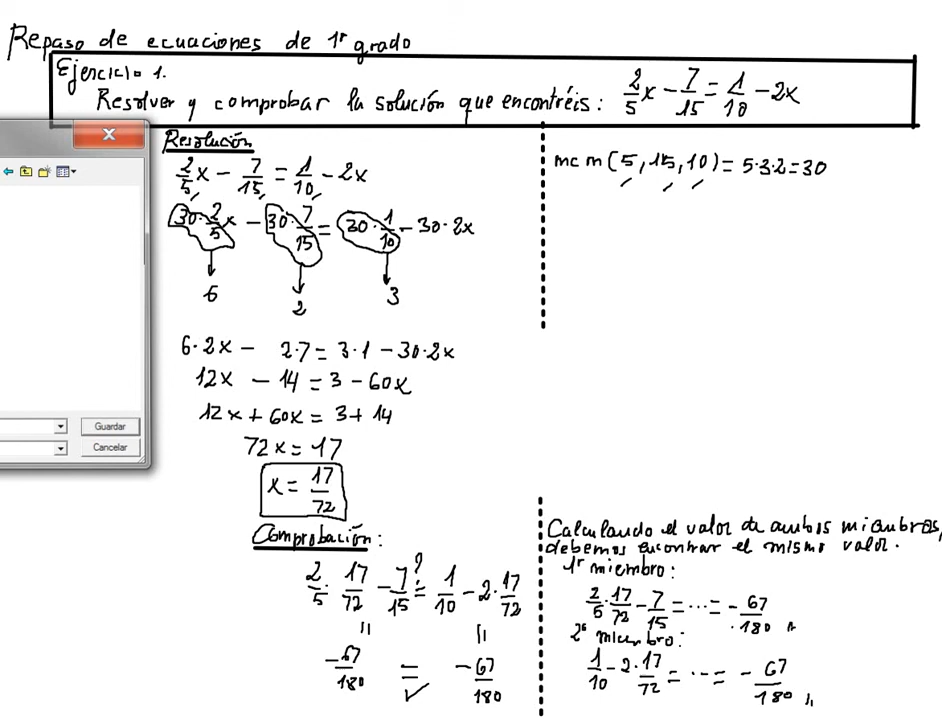 Repaso de ecuaciones de 1r grado
Ejercicio 1.
Resolver y comprobar la solución que encontréis: 2/5 x - 7/15 = 1/10 - 2x
Resolución
2/5 x - 7/15 = 1/10 - 2x
30 · 2/5 x - 30 · 7/15 = 30 · 1/10 - 30 · 2x
6 2 3
6·2x - 2·7 = 3·1 - 30·2x
12x - 14 = 3 - 60x
12x + 60x = 3 + 14
72x = 17
x = 17/72
mcm (5, 15, 10) = 5·3·2 = 30
Guardar
Cancelar
Comprobación:
2/5 · 17/72 - 7/15 =? 1/10 - 2·17/72
-67/180 = -67/180
✓
Calculando el valor de ambos miembros,
debemos encontrar el mismo valor.
1r miembro:
2/5 · 17/72 - 7/15 = ··· = -67/180
2º miembro:
1/10 - 2·17/72 = ··· = -67/180